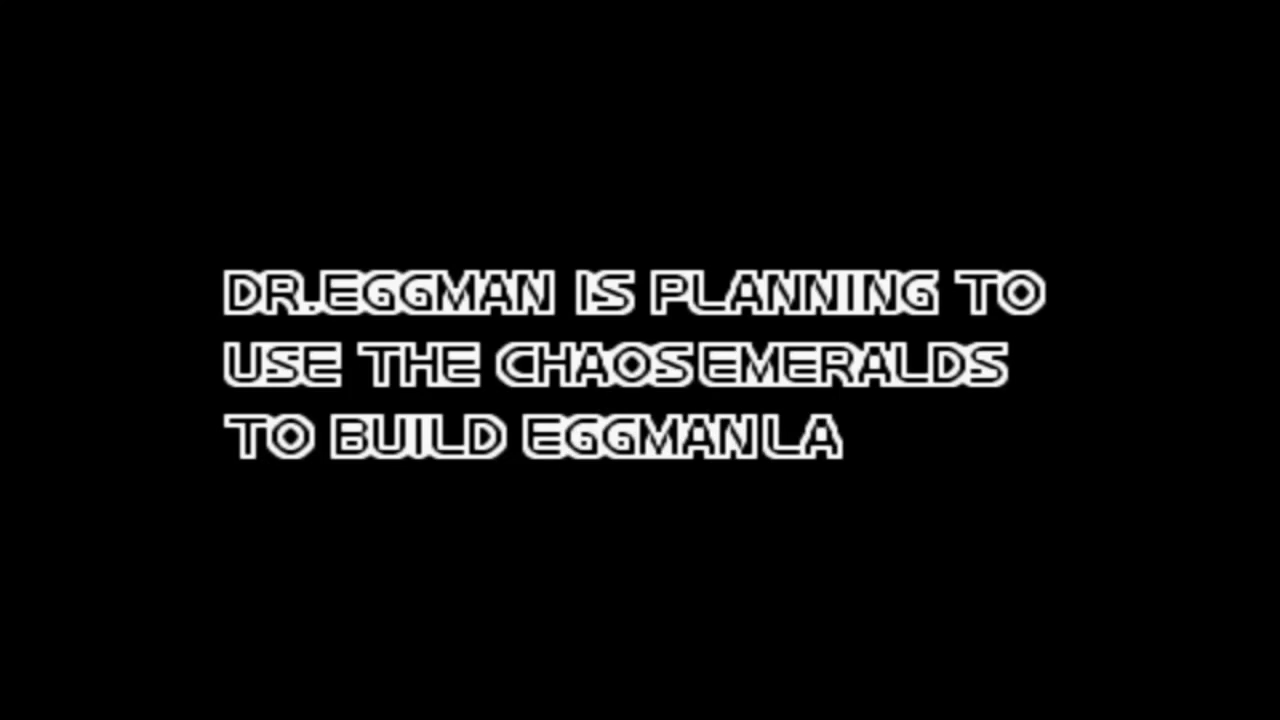 DR.EGGMAN IS PLANNING TO
USE THE CHAOS EMERALDS
TO BUILD EGGMANLA